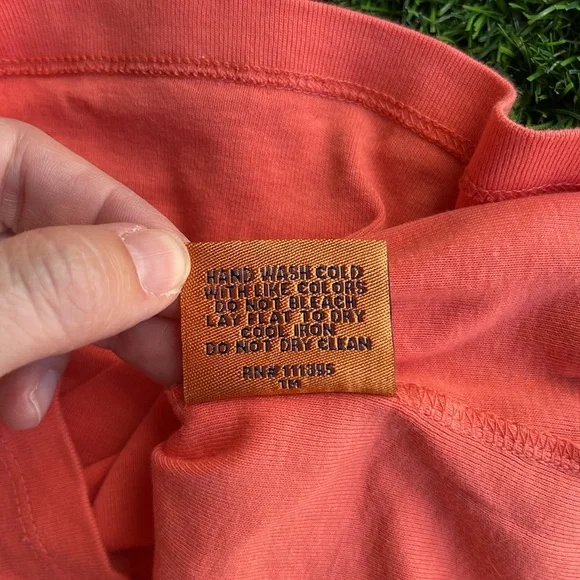 HAND WASH COLD
WITH LIKE COLORS
DO NOT BLEACH
LAY FLAT TO DRY
COOL IRON
DO NOT DRY CLEAN
RN# 111395
1M